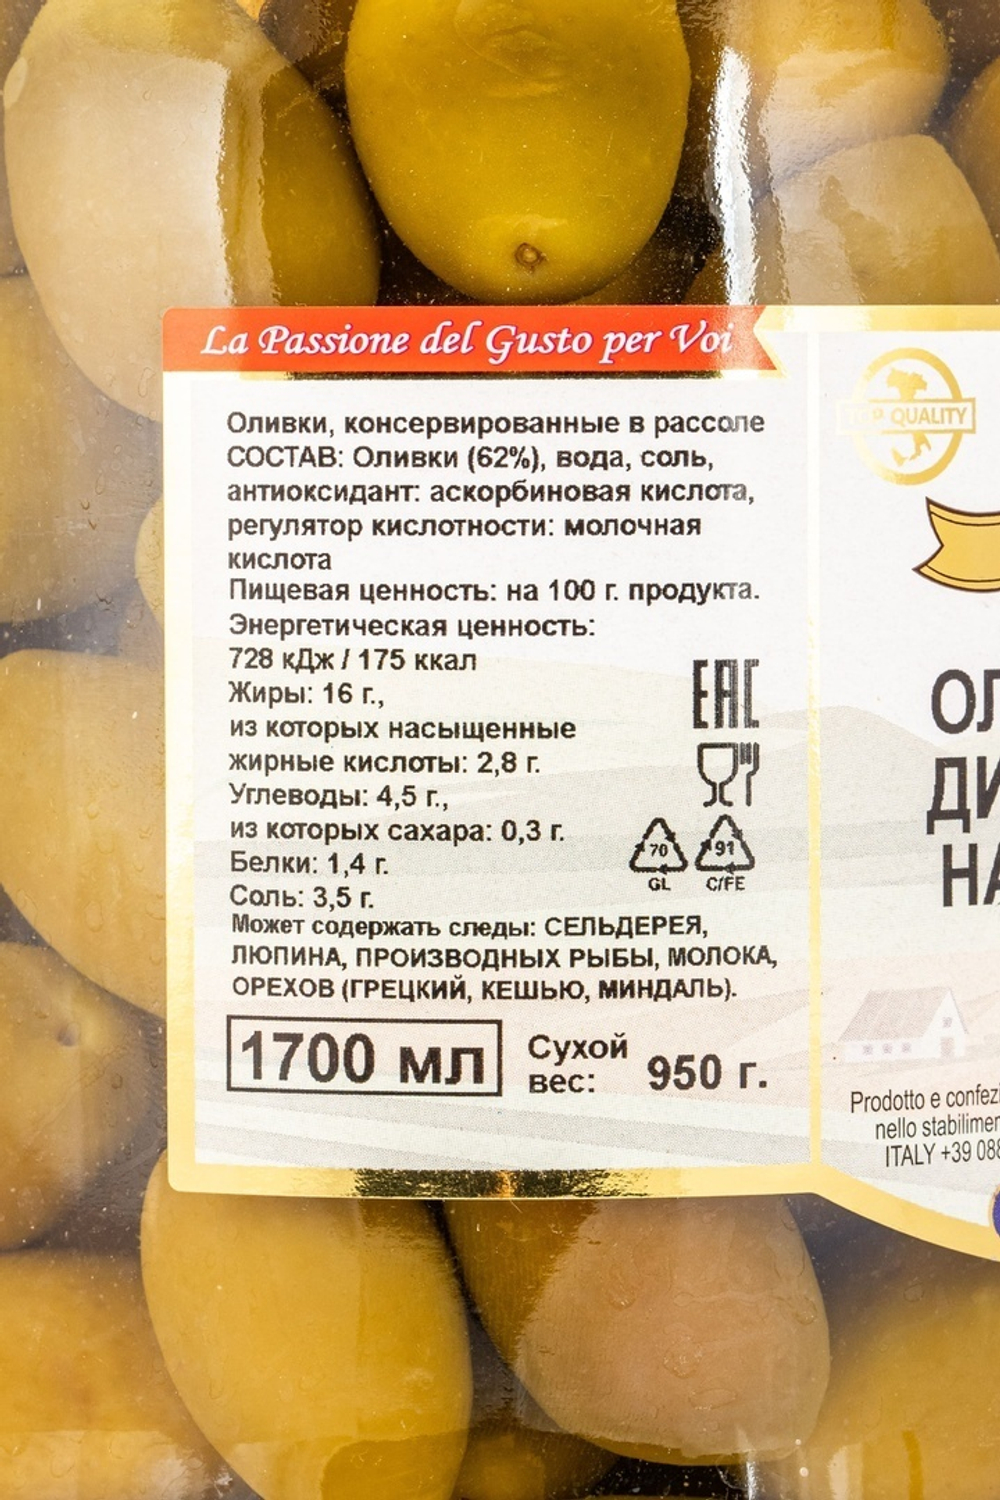 La Passione del Gusto per Voi
Оливки, консервированные в рассоле
СОСТАВ: Оливки (62%), вода, соль,
антиоксидант: аскорбиновая кислота,
регулятор кислотности: молочная
кислота
Пищевая ценность: на 100 г. продукта.
Энергетическая ценность:
728 кДж / 175 ккал
Жиры: 16 г.,
из которых насыщенные
жирные кислоты: 2,8 г.
Углеводы: 4,5 г.,
из которых сахара: 0,3 г.
Белки: 1,4 г.
Соль: 3,5 г.
Может содержать следы: СЕЛЬДЕРЕЯ,
ЛЮПИНА, ПРОИЗВОДНЫХ РЫБЫ, МОЛОКА,
ОРЕХОВ (ГРЕЦКИЙ, КЕШЬЮ, МИНДАЛЬ).
EAC
70 91
GL C/FE
1700 мл
Сухой
вес: 950 г.
QUALITY
ОЛ
ДИ
НА
Prodotto e confezi
nello stabilimen
ITALY +39 088